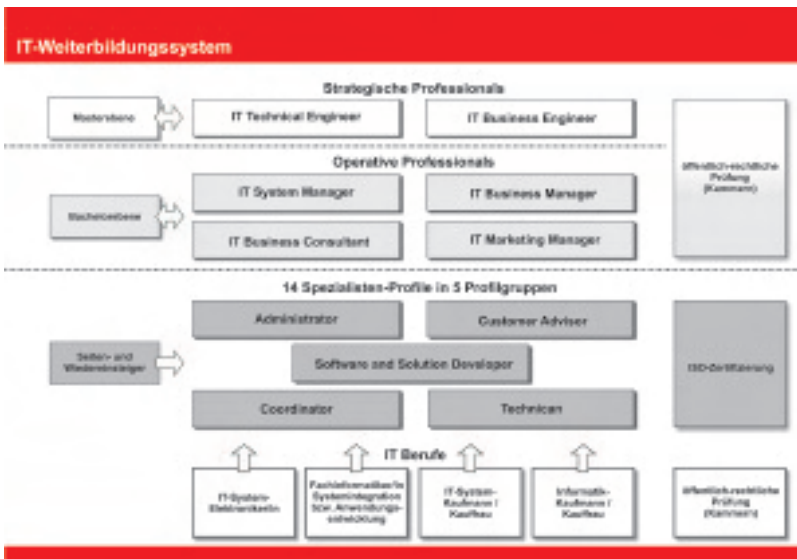 IT-Weiterbildungssystem
Strategische Professionals
Masterebene
IT Technical Engineer
IT Business Engineer
öffentlich-rechtliche
Prüfung
(Kammern)
Operative Professionals
Bachelorebene
IT System Manager
IT Business Manager
IT Business Consultant
IT Marketing Manager
14 Spezialisten-Profile in 5 Profilgruppen
Administrator
Customer Advisor
Seiten- und
Wiedereinsteiger
Software and Solution Developer
ISO-Zertifizierung
Coordinator
Technican
IT Berufe
IT-System-
ElektronikerIn
Fachinformatiker/in
Systemintegration
bzw. Anwendungs-
entwicklung
IT-System-
Kaufmann /
Kauffrau
Informatik-
Kaufmann /
Kauffrau
öffentlich-rechtliche
Prüfung
(Kammern)